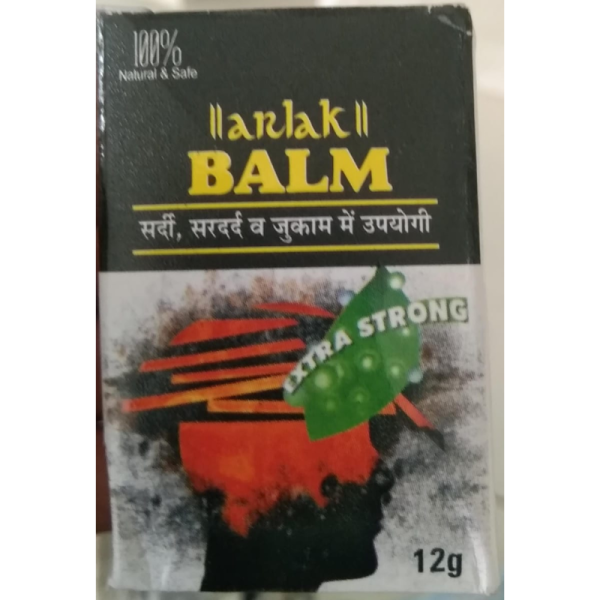 100%
Natural & Safe
||arlak||
BALM
सर्दी, सरदर्द व जुकाम में उपयोगी
EXTRA STRONG
12g